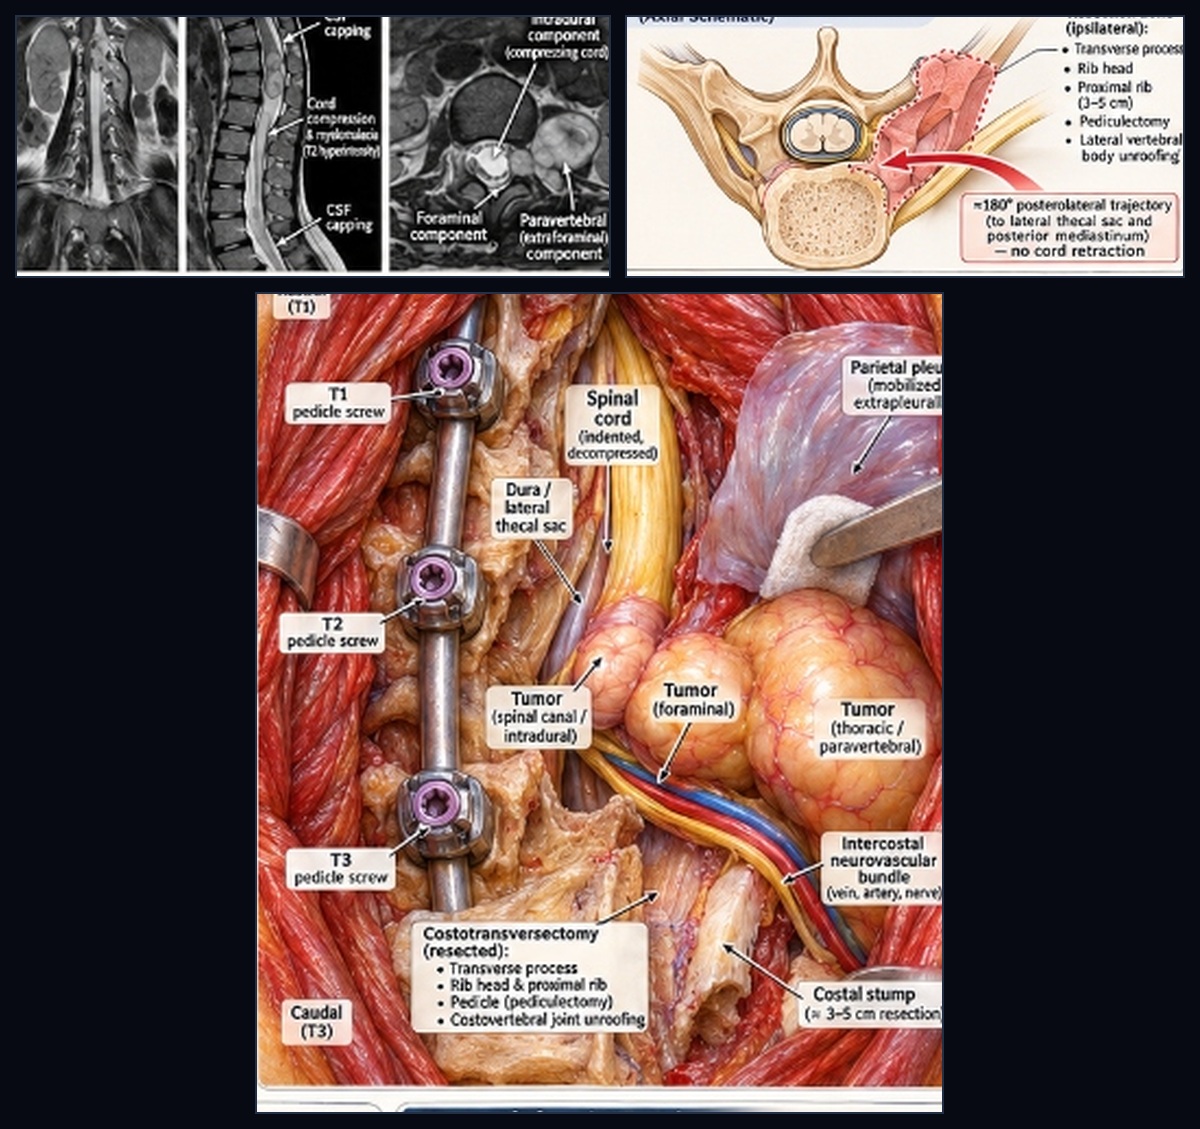 capping
Cord
compression
& myelomalacia
(T2 hyperintensity)
CSF
capping
Intradural
component
(compressing cord)
Foraminal
component
Paravertebral
(extraforaminal)
component
(Axial Schematic)
(ipsilateral):
• Transverse process
• Rib head
• Proximal rib
(3–5 cm)
• Pediculectomy
• Lateral vertebral
body unroofing
≈180° posterolateral trajectory
(to lateral thecal sac and
posterior mediastinum)
— no cord retraction
(T1)
T1
pedicle screw
Spinal
cord
(indented,
decompressed)
Parietal pleu
(mobilized
extrapleurall
Dura /
lateral
thecal sac
T2
pedicle screw
Tumor
(spinal canal /
intradural)
Tumor
(foraminal)
Tumor
(thoracic /
paravertebral)
T3
pedicle screw
Intercostal
neurovascular
bundle
(vein, artery, nerve)
Costotransversectomy
(resected):
• Transverse process
• Rib head & proximal rib
• Pedicle (pediculectomy)
• Costovertebral joint unroofing
Costal stump
(≈ 3–5 cm resection)
Caudal
(T3)